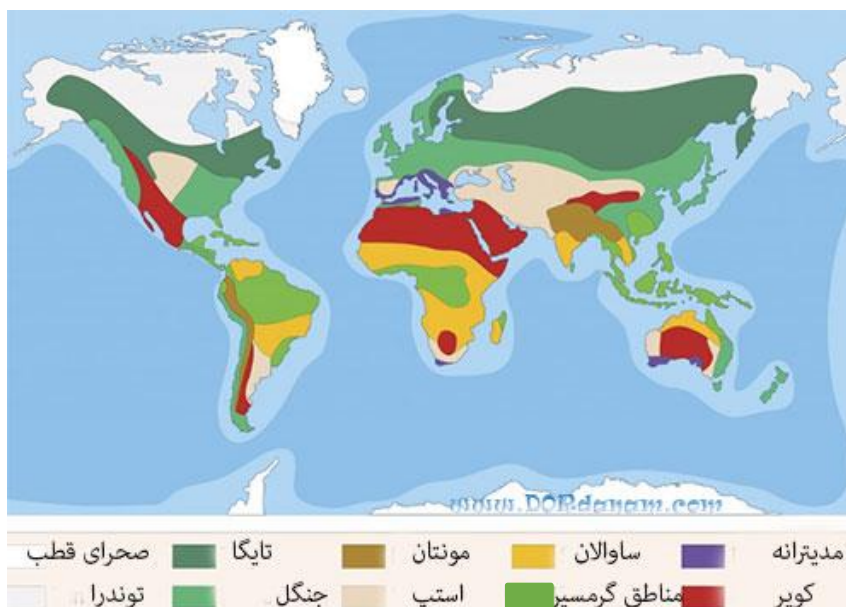 www.DORdanam.com
مدیترانه ساوالان مونتان تایگا صحرای قطب
کویر مناطق گرمسیر استپ جنگل توندرا